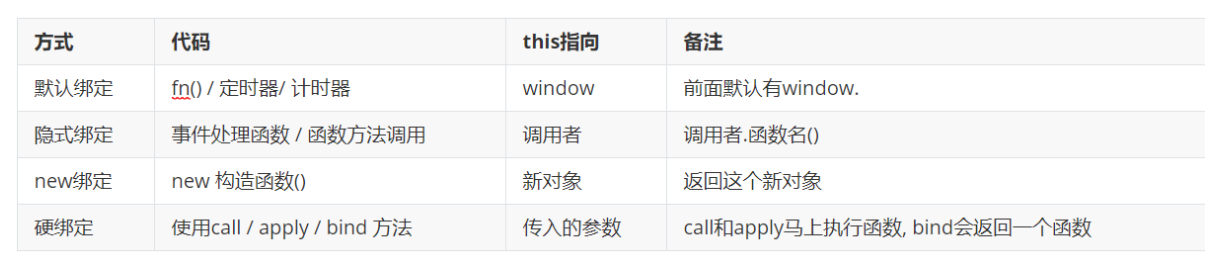 方式 代码 this指向 备注
默认绑定 fn() / 定时器/ 计时器 window 前面默认有window.
隐式绑定 事件处理函数 / 函数方法调用 调用者 调用者.函数名()
new绑定 new 构造函数() 新对象 返回这个新对象
硬绑定 使用call / apply / bind 方法 传入的参数 call和apply马上执行函数, bind会返回一个函数